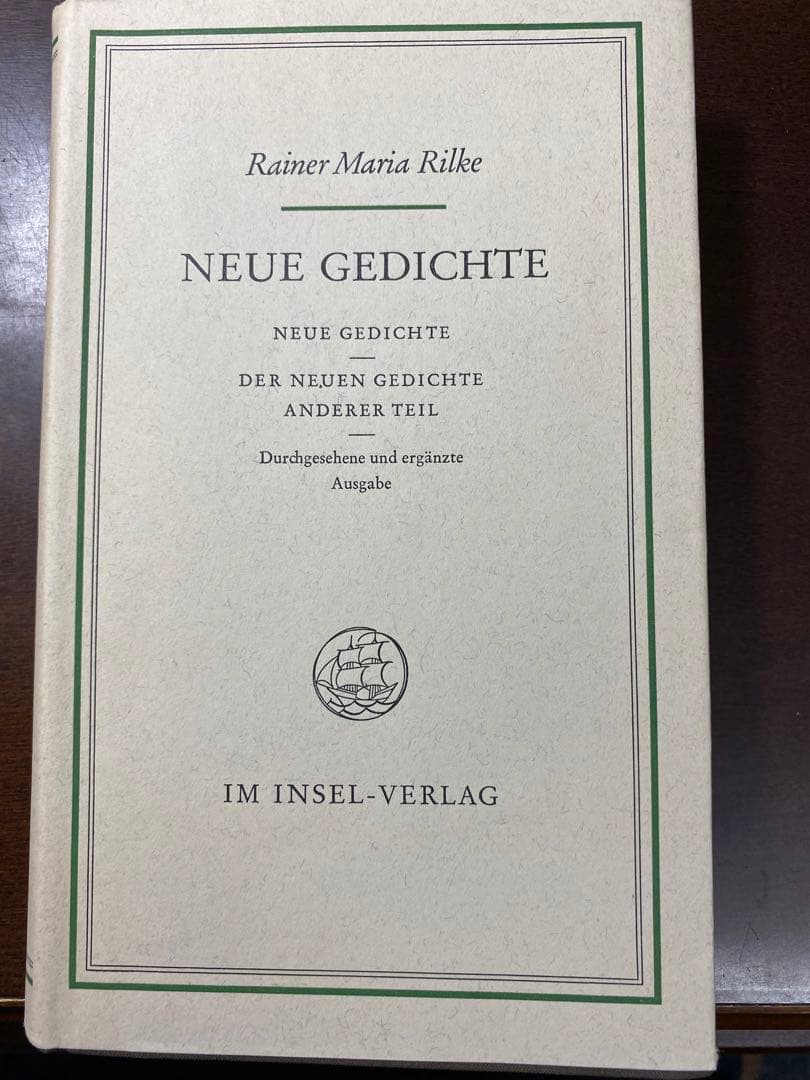 Rainer Maria Rilke
NEUE GEDICHTE
NEUE GEDICHTE
DER NEUEN GEDICHTE
ANDERER TEIL
Durchgesehene und ergänzte
Ausgabe
IM INSEL-VERLAG